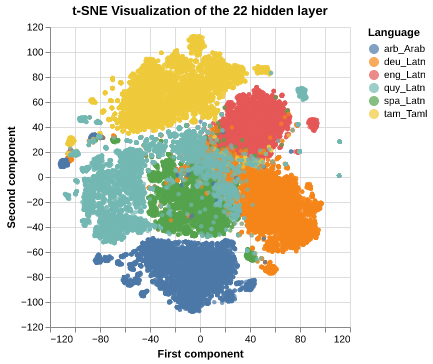 t-SNE Visualization of the 22 hidden layer
Language
arb_Arab
deu_Latn
eng_Latn
quy_Latn
spa_Latn
tam_Taml
Second component
120
100
80
60
40
20
0
−20
−40
−60
−80
−100
−120
−120 −80 −40 0 40 80 120
First component